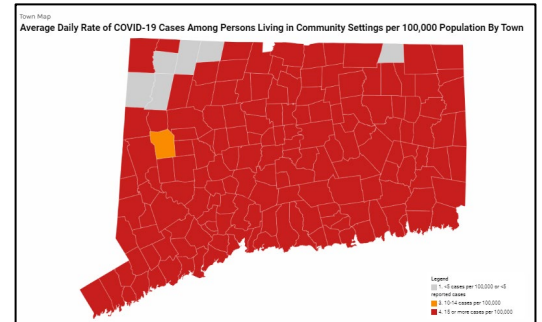 Town Map
Average Daily Rate of COVID-19 Cases Among Persons Living in Community Settings per 100,000 Population By Town
Legend
1. <5 cases per 100,000 or <5
reported cases
3. 10-14 cases per 100,000
4. 15 or more cases per 100,000